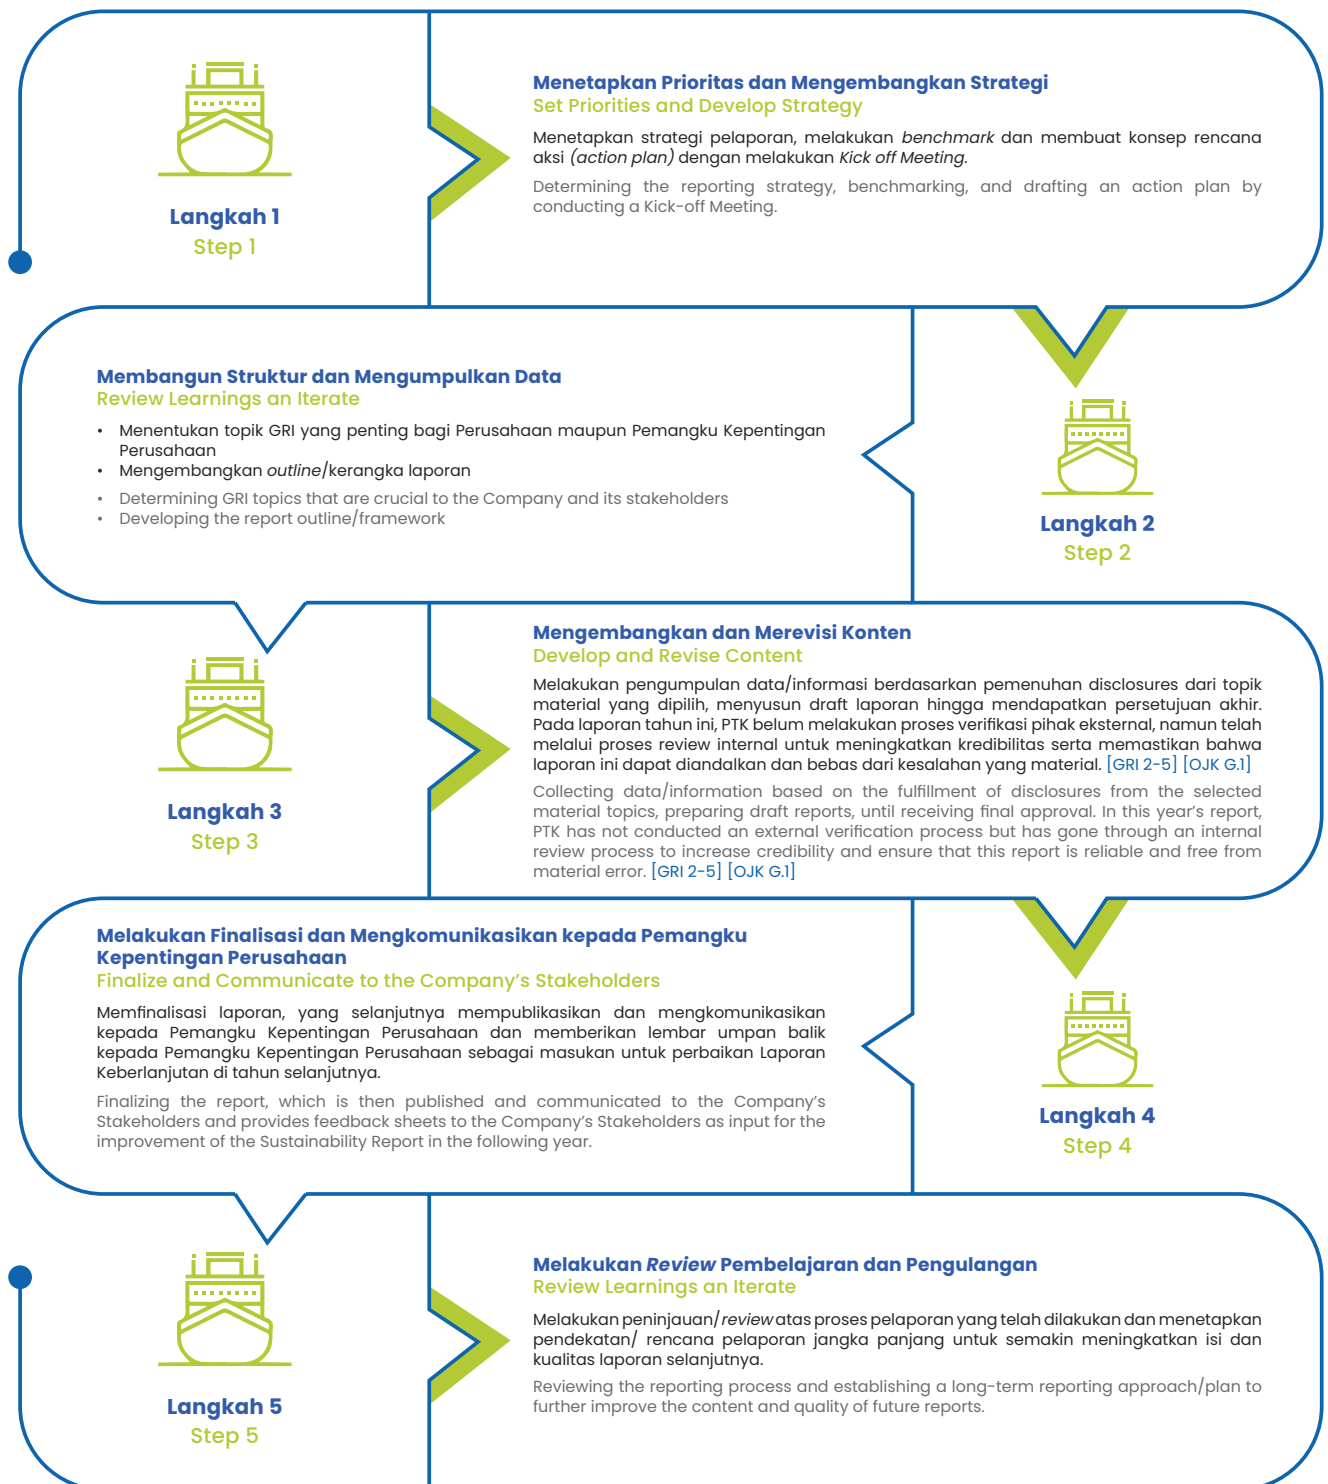 Langkah 1
Step 1
Menetapkan Prioritas dan Mengembangkan Strategi
Set Priorities and Develop Strategy
Menetapkan strategi pelaporan, melakukan benchmark dan membuat konsep rencana
aksi (action plan) dengan melakukan Kick off Meeting.
Determining the reporting strategy, benchmarking, and drafting an action plan by
conducting a Kick-off Meeting.
Membangun Struktur dan Mengumpulkan Data
Review Learnings an Iterate
• Menentukan topik GRI yang penting bagi Perusahaan maupun Pemangku Kepentingan
Perusahaan
• Mengembangkan outline/kerangka laporan
• Determining GRI topics that are crucial to the Company and its stakeholders
• Developing the report outline/framework
Langkah 2
Step 2
Langkah 3
Step 3
Mengembangkan dan Merevisi Konten
Develop and Revise Content
Melakukan pengumpulan data/informasi berdasarkan pemenuhan disclosures dari topik
material yang dipilih, menyusun draft laporan hingga mendapatkan persetujuan akhir.
Pada laporan tahun ini, PTK belum melakukan proses verifikasi pihak eksternal, namun telah
melalui proses review internal untuk meningkatkan kredibilitas serta memastikan bahwa
laporan ini dapat diandalkan dan bebas dari kesalahan yang material. [GRI 2-5] [OJK G.1]
Collecting data/information based on the fulfillment of disclosures from the selected
material topics, preparing draft reports, until receiving final approval. In this year's report,
PTK has not conducted an external verification process but has gone through an internal
review process to increase credibility and ensure that this report is reliable and free from
material error. [GRI 2-5] [OJK G.1]
Melakukan Finalisasi dan Mengkomunikasikan kepada Pemangku
Kepentingan Perusahaan
Finalize and Communicate to the Company's Stakeholders
Memfinalisasi laporan, yang selanjutnya mempublikasikan dan mengkomunikasikan
kepada Pemangku Kepentingan Perusahaan dan memberikan lembar umpan balik
kepada Pemangku Kepentingan Perusahaan sebagai masukan untuk perbaikan Laporan
Keberlanjutan di tahun selanjutnya.
Finalizing the report, which is then published and communicated to the Company's
Stakeholders and provides feedback sheets to the Company's Stakeholders as input for the
improvement of the Sustainability Report in the following year.
Langkah 4
Step 4
Langkah 5
Step 5
Melakukan Review Pembelajaran dan Pengulangan
Review Learnings an Iterate
Melakukan peninjauan/review atas proses pelaporan yang telah dilakukan dan menetapkan
pendekatan/ rencana pelaporan jangka panjang untuk semakin meningkatkan isi dan
kualitas laporan selanjutnya.
Reviewing the reporting process and establishing a long-term reporting approach/plan to
further improve the content and quality of future reports.